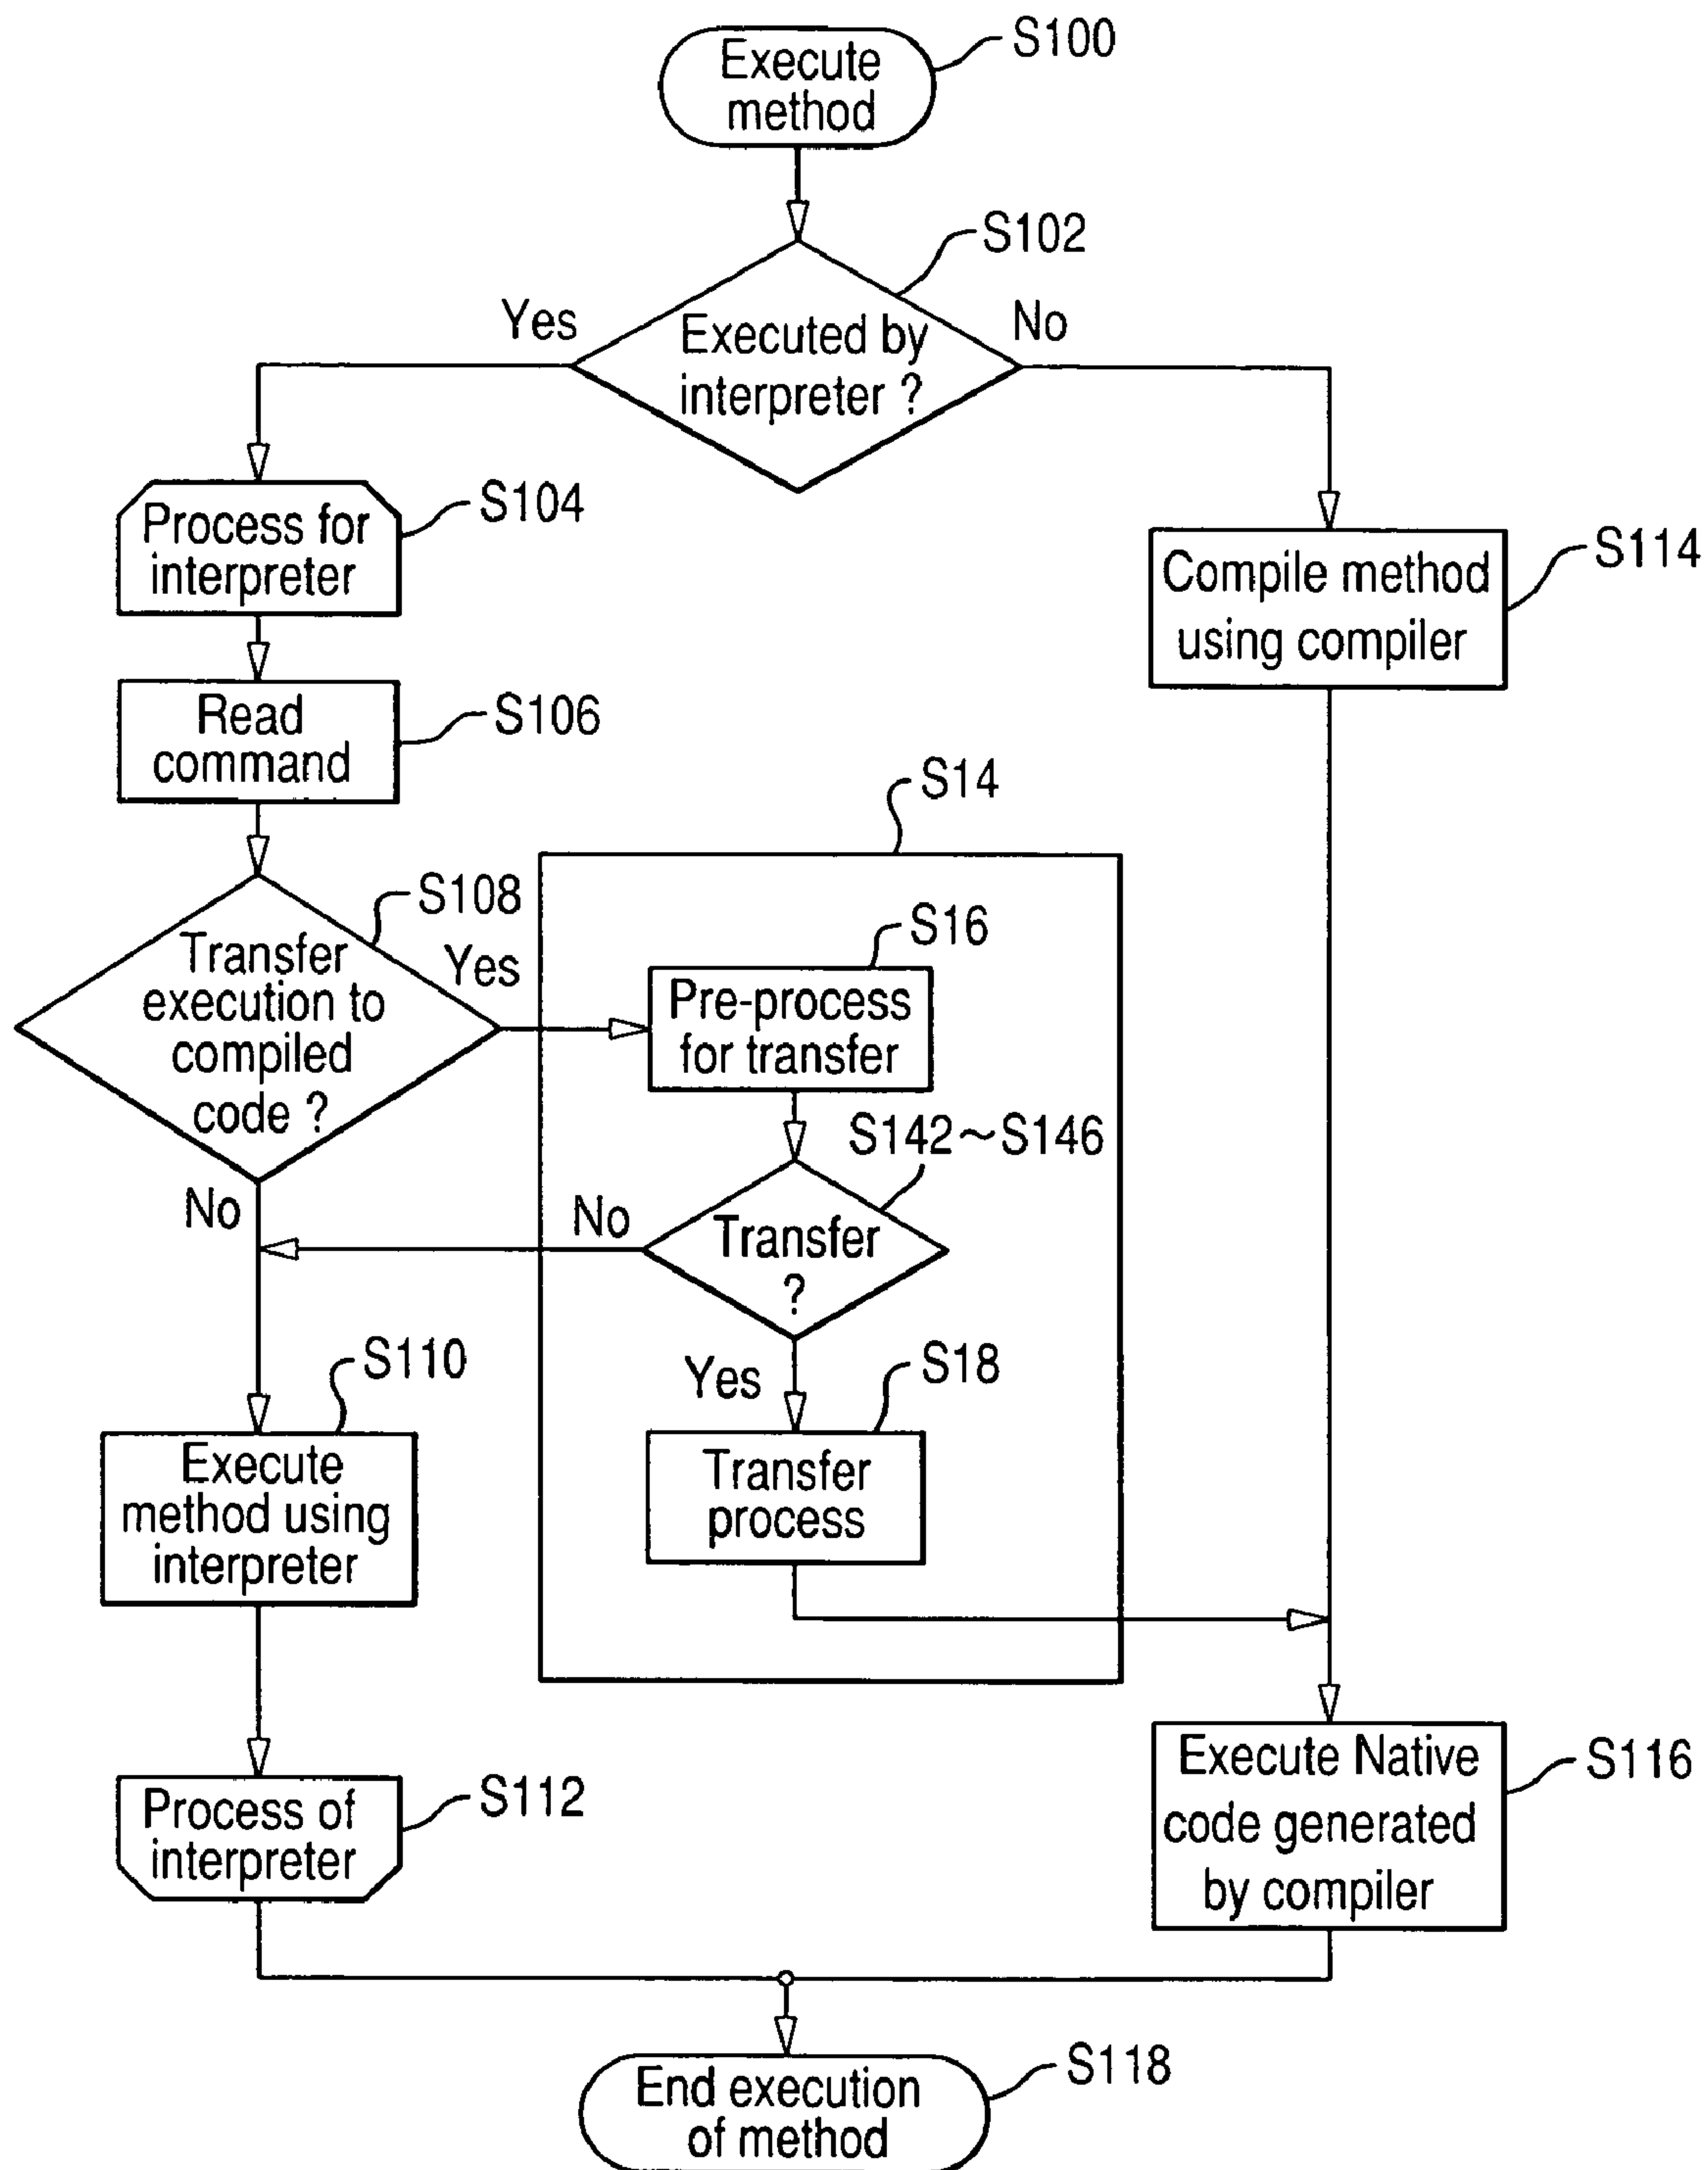 Execute
method
S100
S102
Yes
Executed by
interpreter ?
No
Process for
interpreter
S104
Compile method
using compiler
S114
Read
command
S106
S14
S108
Transfer
execution to
compiled
code ?
Yes
S16
Pre-process
for transfer
S142~S146
No
No
Transfer
?
S110
Yes
S18
Execute
method using
interpreter
Transfer
process
Process of
interpreter
S112
Execute Native
code generated
by compiler
S116
End execution
of method
S118